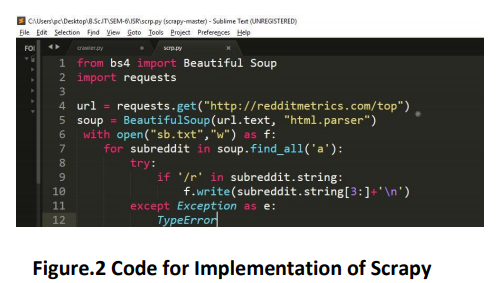 C:\Users\pc\Desktop\B.Sc.IT\SEM-6\ISR\scrp.py (scrapy-master) - Sublime Text (UNREGISTERED)
File Edit Selection Find View Goto Tools Project Preferences Help
FO
crawler.py scrp.py ×
1 from bs4 import Beautiful Soup
2 import requests
3
4 url = requests.get("http://redditmetrics.com/top")
5 soup = BeautifulSoup(url.text, "html.parser")
6 with open("sb.txt","w") as f:
7 for subreddit in soup.find_all('a'):
8 try:
9 if '/r' in subreddit.string:
10 f.write(subreddit.string[3:]+'\n')
11 except Exception as e:
12 TypeError
Figure.2 Code for Implementation of Scrapy